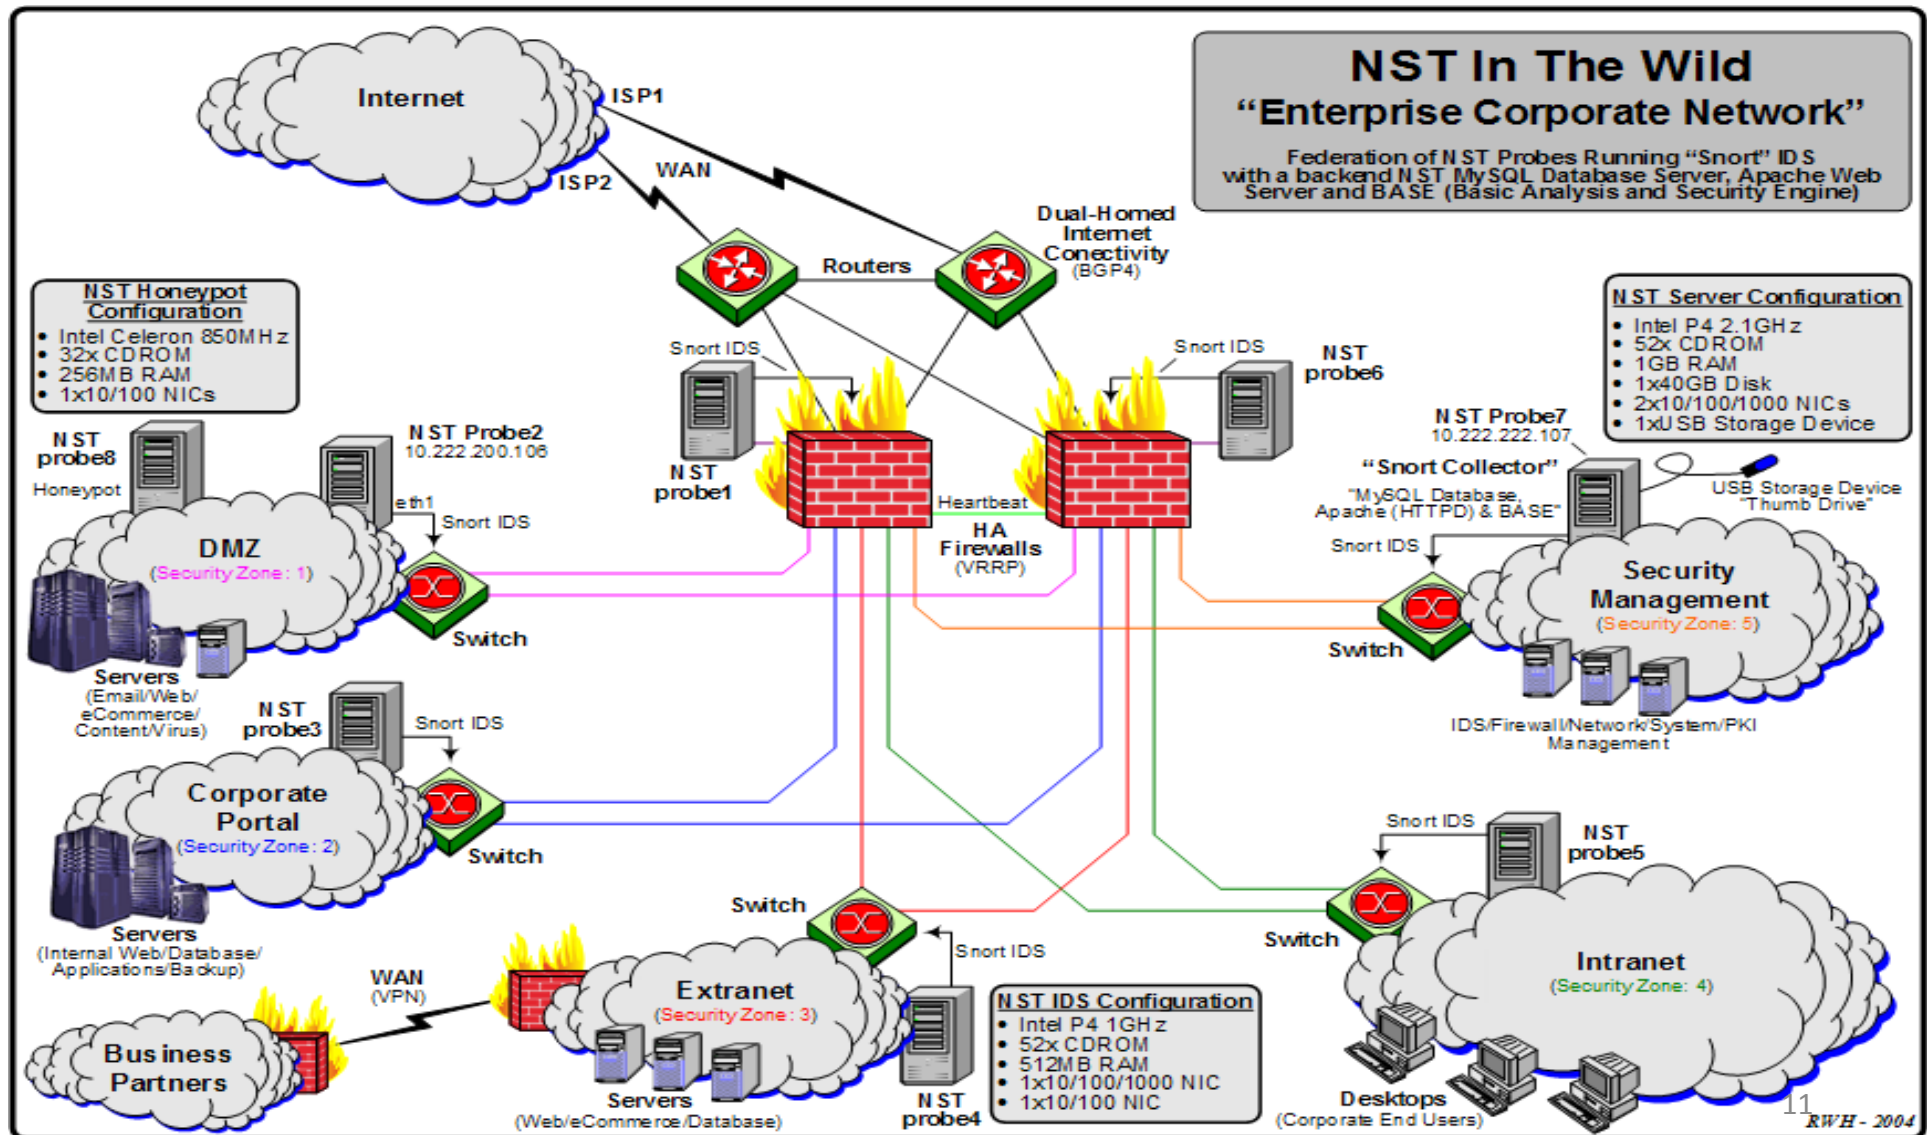 NST In The Wild
“Enterprise Corporate Network”
Federation of NST Probes Running “Snort” IDS
with a backend NST MySQL Database Server, Apache Web
Server and BASE (Basic Analysis and Security Engine)
Internet
ISP1
ISP2
WAN
Dual-Homed
Internet
Conectivity
(BGP4)
Routers
NST Honeypot
Configuration
• Intel Celeron 850MHz
• 32x CDROM
• 256MB RAM
• 1x10/100 NICs
NST Server Configuration
• Intel P4 2.1GHz
• 52x CDROM
• 1GB RAM
• 1x40GB Disk
• 2x10/100/1000 NICs
• 1xUSB Storage Device
Snort IDS
NST
probe1
Snort IDS
NST
probe6
Heartbeat
HA
Firewalls
(VRRP)
NST
probe8
Honeypot
NST Probe2
10.222.200.106
eth1
Snort IDS
DMZ
(Security Zone: 1)
Switch
Servers
(Email/Web/
eCommerce/
Content/Virus)
NST Probe7
10.222.222.107
“Snort Collector”
"MySQL Database,
Apache (HTTPD) & BASE"
USB Storage Device
"Thumb Drive"
Snort IDS
Security
Management
(Security Zone: 5)
Switch
IDS/Firewall/Network/System/PKI
Management
NST
probe3
Snort IDS
Corporate
Portal
(Security Zone: 2)
Switch
Servers
(Internal Web/Database/
Applications/Backup)
Snort IDS
NST
probe5
Switch
Intranet
(Security Zone: 4)
Desktops
(Corporate End Users)
Switch
Snort IDS
Extranet
(Security Zone: 3)
Servers
(Web/eCommerce/Database)
NST
probe4
WAN
(VPN)
Business
Partners
NST IDS Configuration
• Intel P4 1GHz
• 52x CDROM
• 512MB RAM
• 1x10/100/1000 NIC
• 1x10/100 NIC
11
RWH - 2004